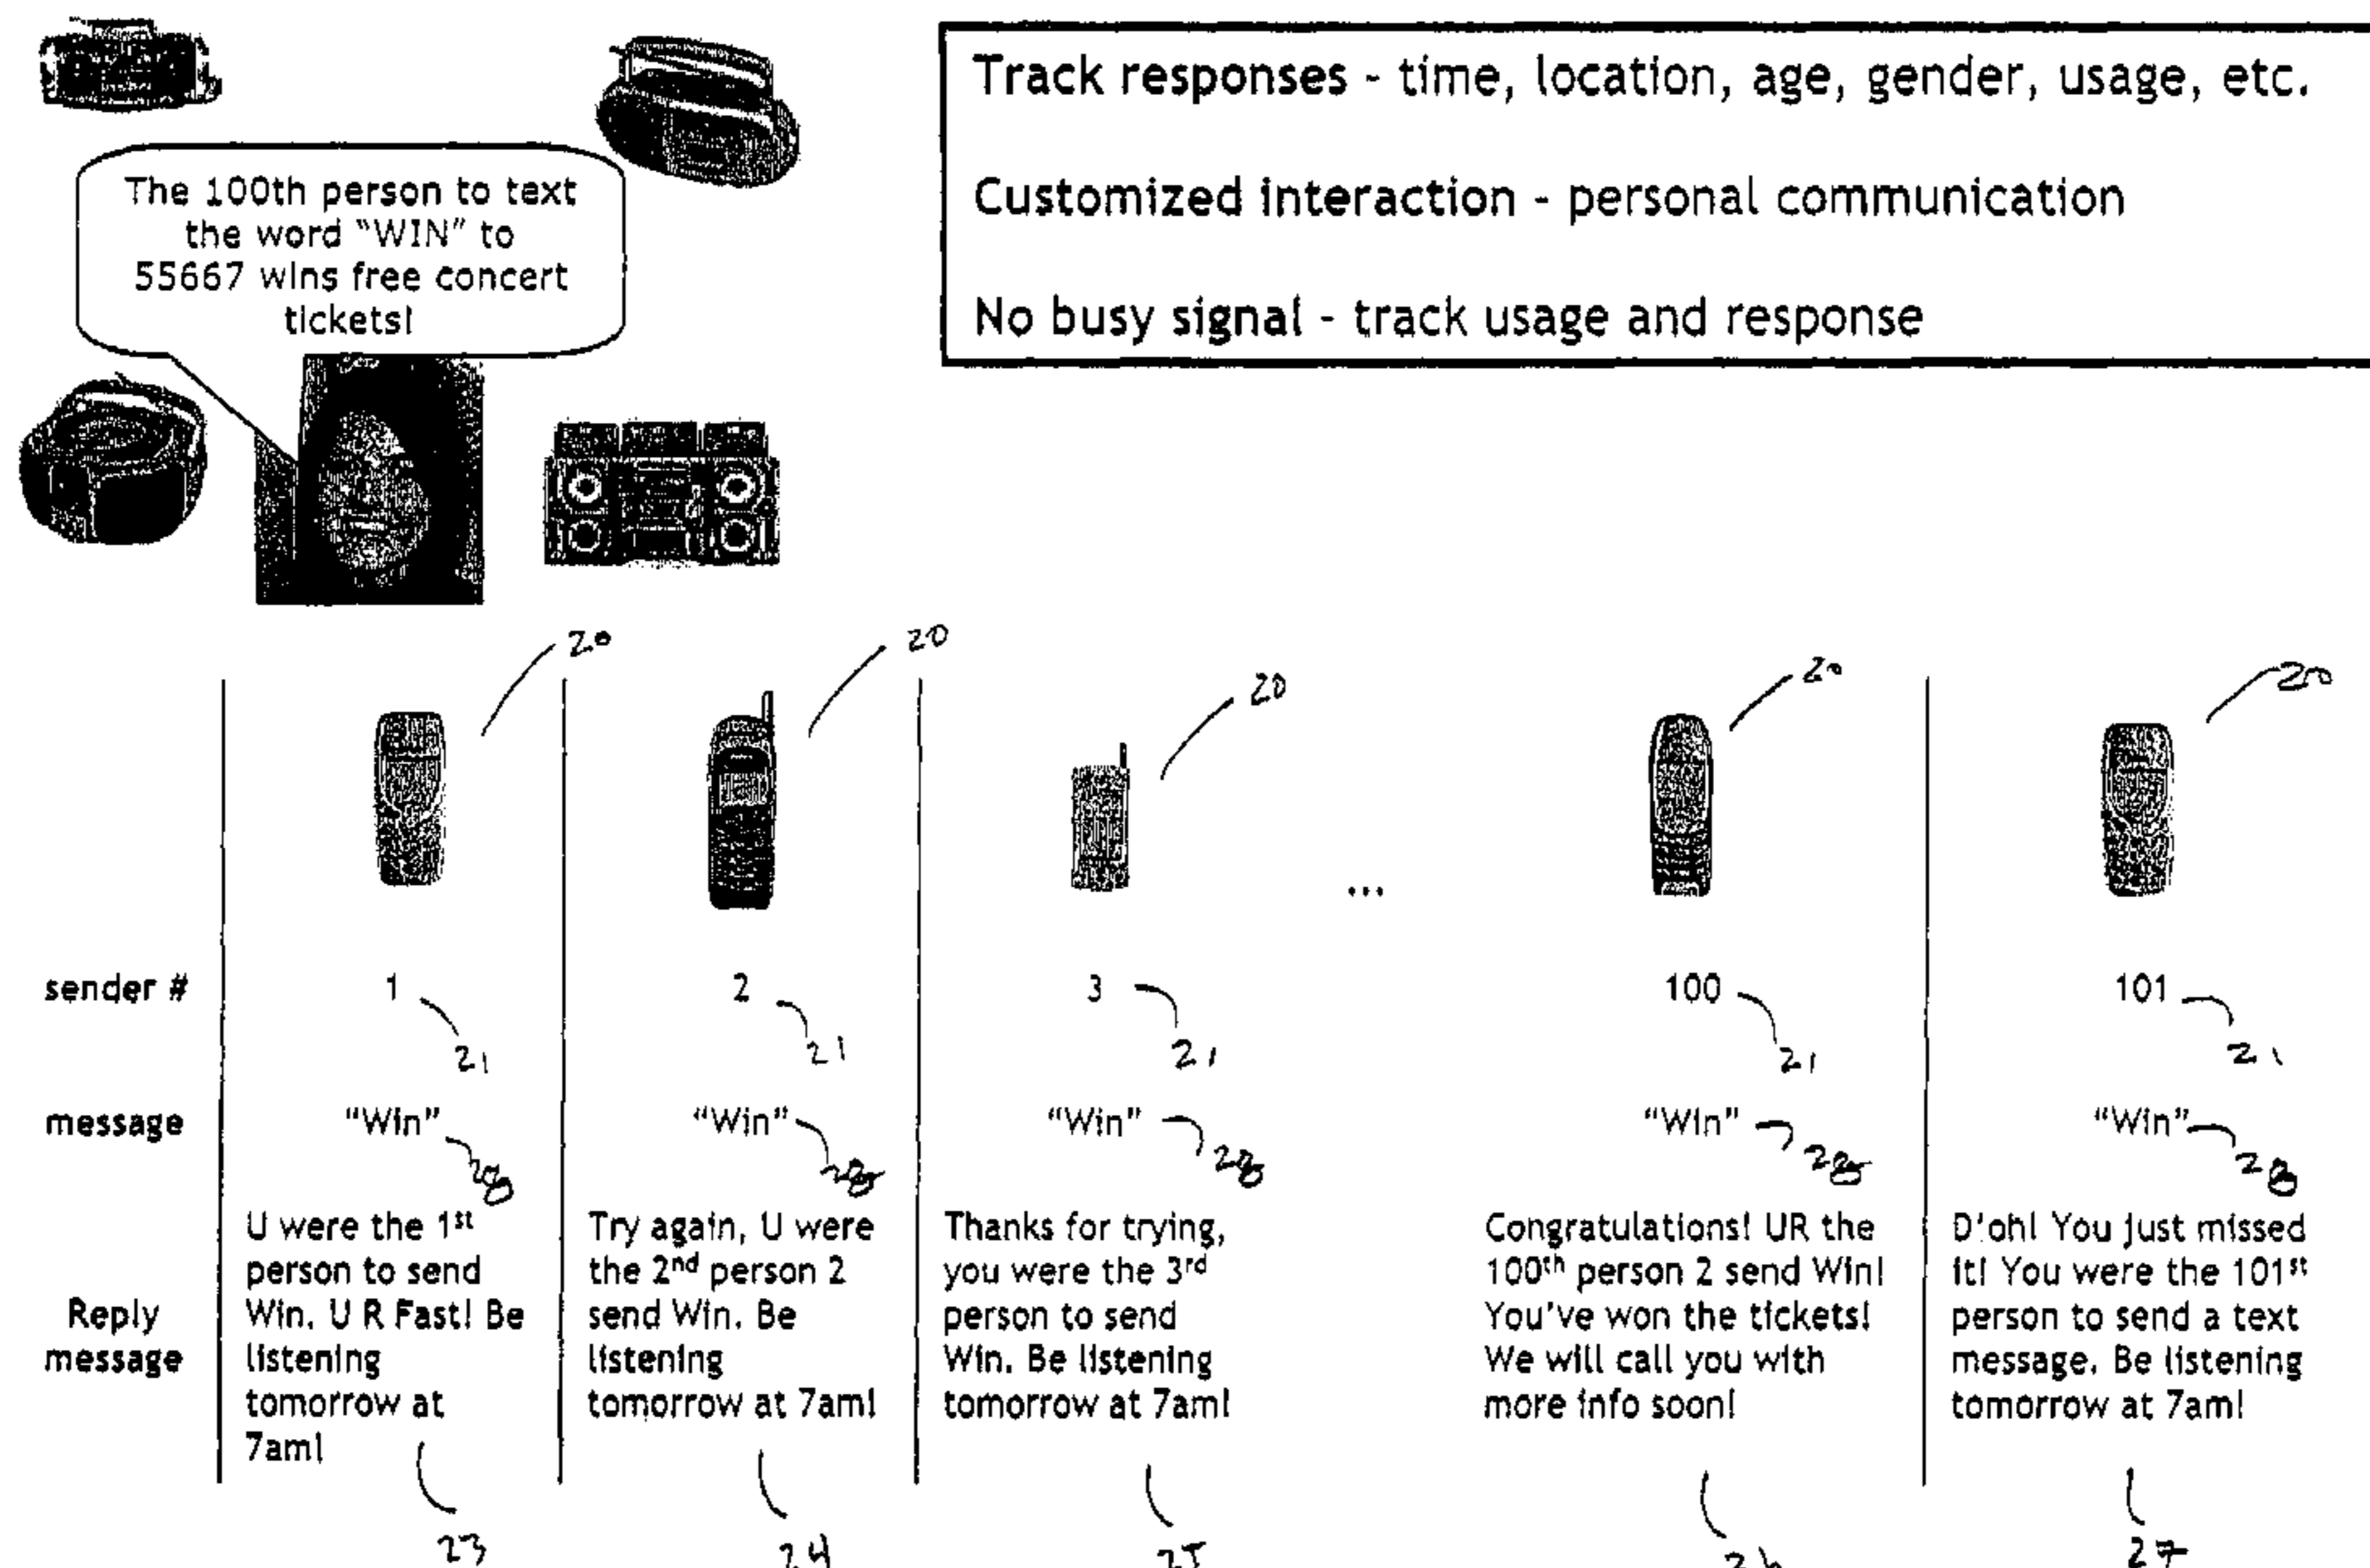 Track responses - time, location, age, gender, usage, etc.
Customized interaction - personal communication
No busy signal - track usage and response
The 100th person to text
the word "WIN" to
55667 wins free concert
tickets!
20 20 20 20 20
...
sender # 1 2 3 100 101
21 21 21 21 21
message "Win" "Win" "Win" "Win" "Win"
28 28 28 28 28
Reply
message
U were the 1st
person to send
Win. U R Fast! Be
listening
tomorrow at
7am!
Try again, U were
the 2nd person 2
send Win. Be
listening
tomorrow at 7am!
Thanks for trying,
you were the 3rd
person to send
Win. Be listening
tomorrow at 7am!
Congratulations! UR the
100th person 2 send Win!
You've won the tickets!
We will call you with
more info soon!
D'oh! You just missed
it! You were the 101st
person to send a text
message. Be listening
tomorrow at 7am!
23 24 25 26 27